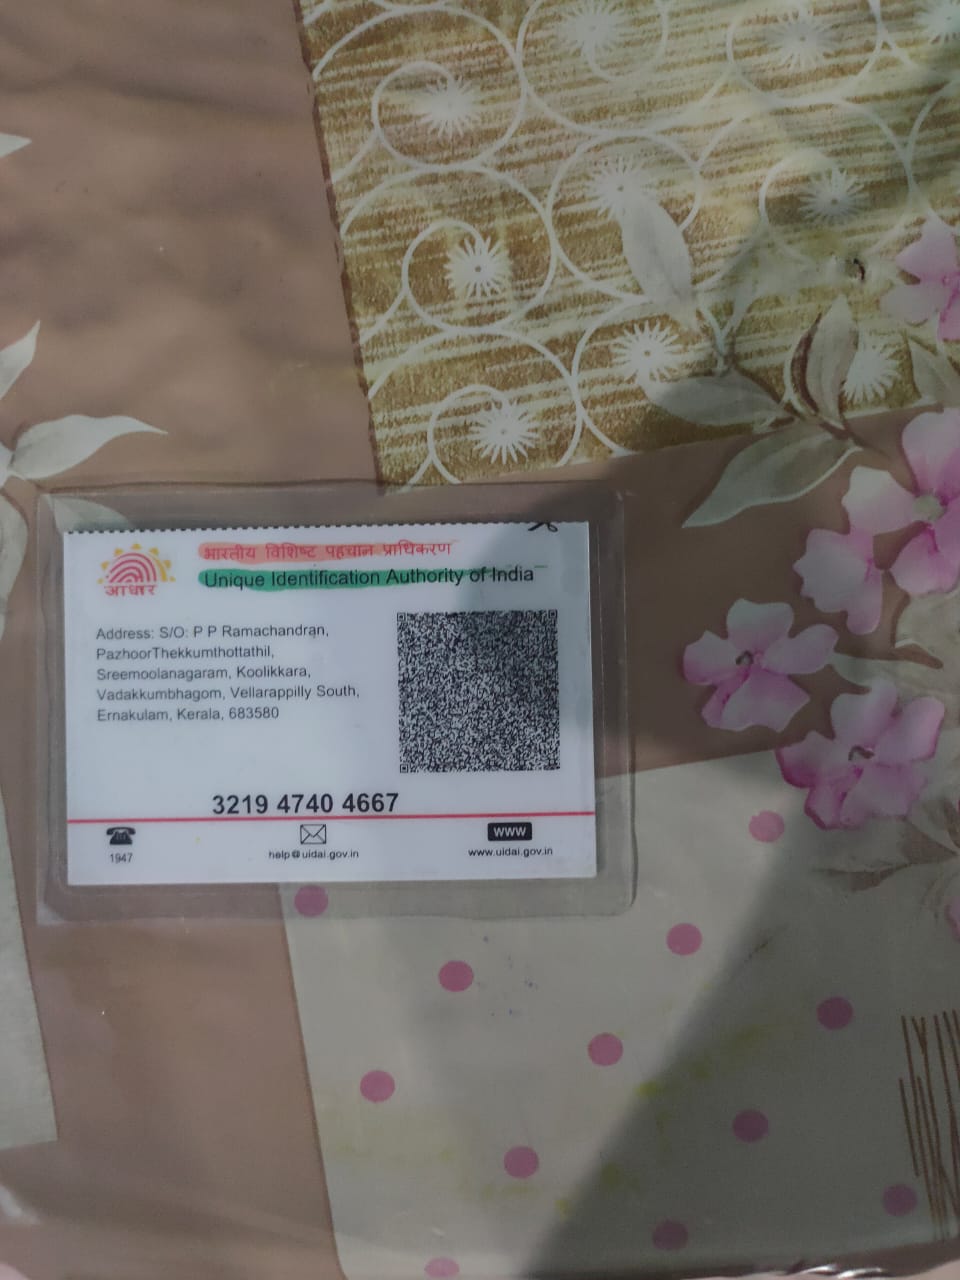 भारतीय विशिष्ट पहचान प्राधिकरण
Unique Identification Authority of India
आधार
Address: S/O: P P Ramachandran,
PazhoorThekkumthottathil,
Sreemoolanagaram, Koolikkara,
Vadakkumbhagom, Vellarappilly South,
Ernakulam, Kerala, 683580
3219 4740 4667
WWW
1947
help@uidai.gov.in
www.uidai.gov.in